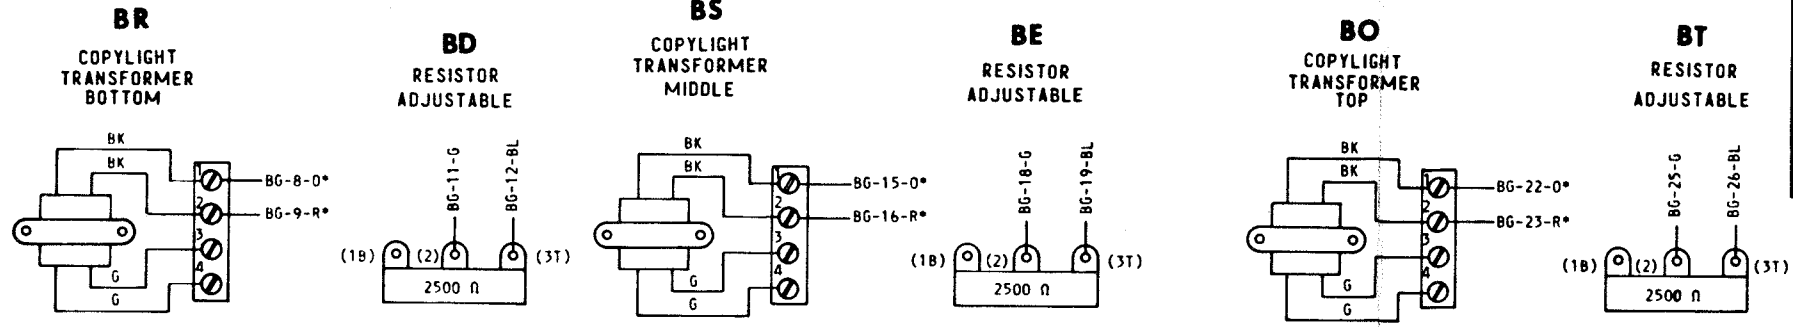 BR
COPYLIGHT
TRANSFORMER
BOTTOM
BK
BK
1
2
3
4
BG-8-O*
BG-9-R*
G
G
BD
RESISTOR
ADJUSTABLE
BG-11-G
BG-12-BL
(1B)
(2)
(3T)
2500 Ω
BS
COPYLIGHT
TRANSFORMER
MIDDLE
BK
BK
1
2
3
4
BG-15-O*
BG-16-R*
G
G
BE
RESISTOR
ADJUSTABLE
BG-18-G
BG-19-BL
(1B)
(2)
(3T)
2500 Ω
BO
COPYLIGHT
TRANSFORMER
TOP
BK
BK
1
2
3
4
BG-22-O*
BG-23-R*
G
G
BT
RESISTOR
ADJUSTABLE
BG-25-G
BG-26-BL
(1B)
(2)
(3T)
2500 Ω